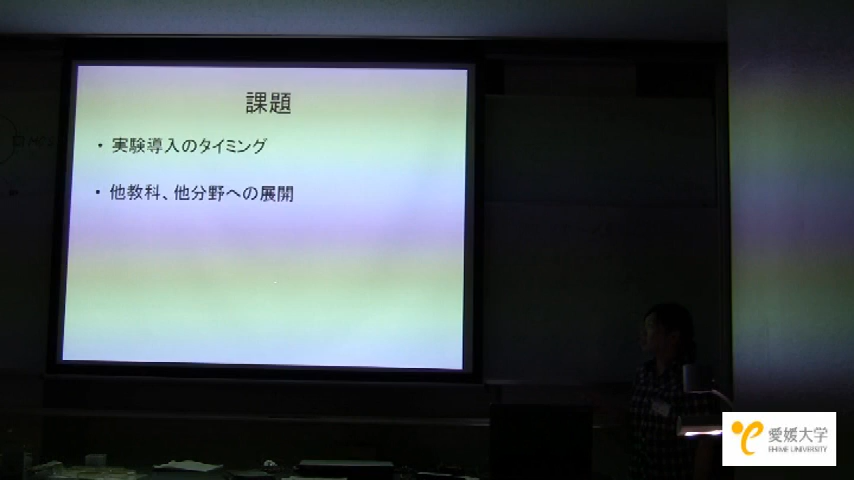 課題
・ 実験導入のタイミング
・ 他教科、他分野への展開
愛媛大学
EHIME UNIVERSITY